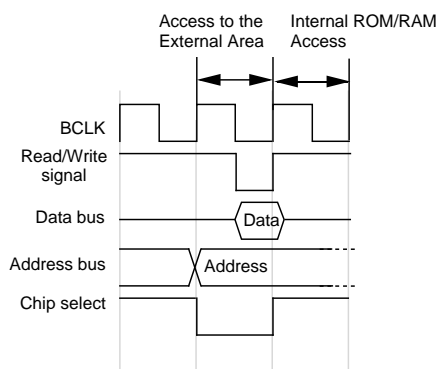 Access to the
External Area
Internal ROM/RAM
Access
BCLK
Read/Write
signal
Data bus
Data
Address bus
Address
Chip select